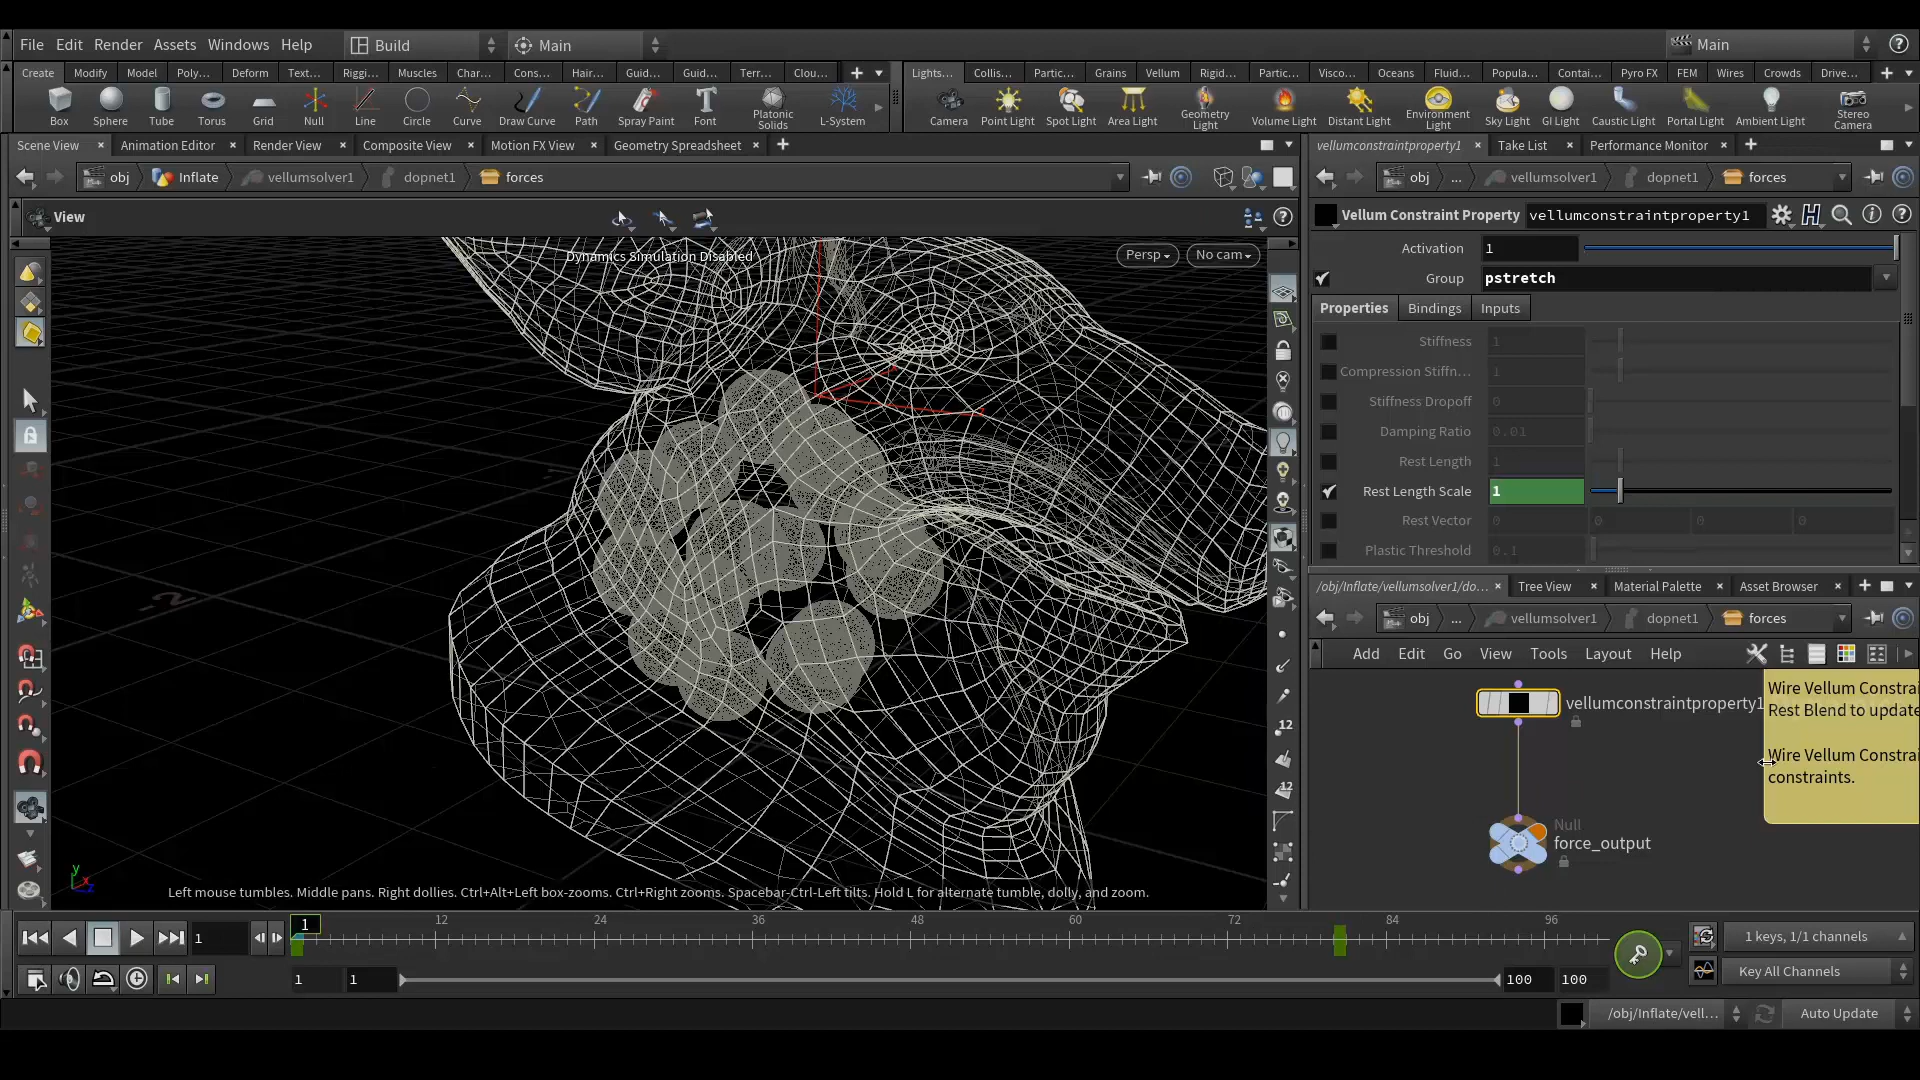 File Edit Render Assets Windows Help Build Main Main
Create Modify Model Poly... Deform Text... Riggi... Muscles Char... Cons... Hair... Guid... Guid... Terr... Clou... Lights... Collis... Partic... Grains Vellum Rigid... Partic... Visco... Oceans Fluid... Popula... Contai... Pyro FX FEM Wires Crowds Drive...
Box Sphere Tube Torus Grid Null Line Circle Curve Draw Curve Path Spray Paint Font Platonic Solids L-System Camera Point Light Spot Light Area Light Geometry Light Volume Light Distant Light Environment Light Sky Light GI Light Caustic Light Portal Light Ambient Light Stereo Camera
Scene View Animation Editor Render View Composite View Motion FX View Geometry Spreadsheet
obj Inflate vellumsolver1 dopnet1 forces
View
Dynamics Simulation Disabled
Persp No cam
-2
12
12
y
x
z
Left mouse tumbles. Middle pans. Right dollies. Ctrl+Alt+Left box-zooms. Ctrl+Right zooms. Spacebar-Ctrl-Left tilts. Hold L for alternate tumble, dolly, and zoom.
vellumconstraintproperty1 Take List Performance Monitor
obj ... vellumsolver1 dopnet1 forces
Vellum Constraint Property vellumconstraintproperty1
Activation 1
Group pstretch
Properties Bindings Inputs
Stiffness 1
Compression Stiffn... 1
Stiffness Dropoff 0
Damping Ratio 0.01
Rest Length 1
Rest Length Scale 1
Rest Vector 0 0 0 0
Plastic Threshold 0.1
/obj/Inflate/vellumsolver1/do... Tree View Material Palette Asset Browser
obj ... vellumsolver1 dopnet1 forces
Add Edit Go View Tools Layout Help
vellumconstraintproperty1
Wire Vellum Constrai
Rest Blend to update
Wire Vellum Constrai
constraints.
Null
force_output
1 1 12 24 36 48 60 72 84 96 1 keys, 1/1 channels
1 1 100 100 Key All Channels
/obj/Inflate/vell... Auto Update